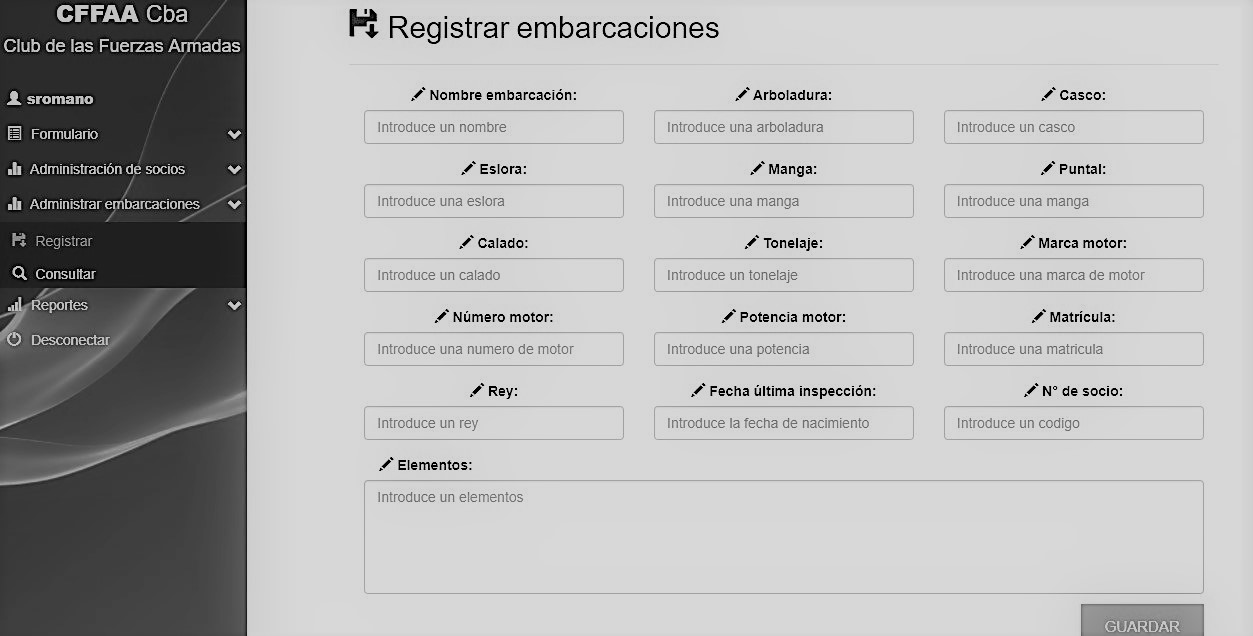 CFFAA Cba
Club de las Fuerzas Armadas
sromano
Formulario
Administración de socios
Administrar embarcaciones
Registrar
Consultar
Reportes
Desconectar
Registrar embarcaciones
Nombre embarcación: Arboladura: Casco:
Introduce un nombre Introduce una arboladura Introduce un casco
Eslora: Manga: Puntal:
Introduce una eslora Introduce una manga Introduce una manga
Calado: Tonelaje: Marca motor:
Introduce un calado Introduce un tonelaje Introduce una marca de motor
Número motor: Potencia motor: Matrícula:
Introduce una numero de motor Introduce una potencia Introduce una matricula
Rey: Fecha última inspección: N° de socio:
Introduce un rey Introduce la fecha de nacimiento Introduce un codigo
Elementos:
Introduce un elementos
GUARDAR